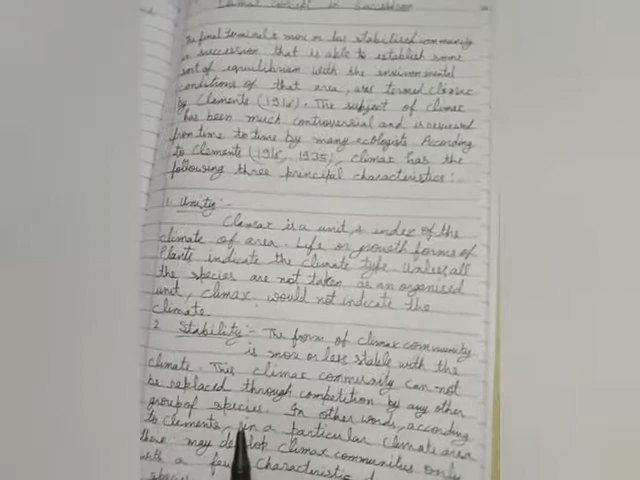 Climax concept in Succession
The final terminal & more or less stabilised community
in succession that is able to establish some
sort of equilibrium with the environmental
conditions of that area, was termed climax
by Clements (1916). The subject of climax
has been much controversial and is reviewed
from time to time by many ecologists. According
to Clements (1916, 1935), climax has the
following three principal characteristics:-
1. Unity:-
Climax is a unit, & index of the
climate of area. Life or growth forms of
Plants indicate the climate type. Unless all
the species are not taken as an organised
unit, climax would not indicate the
climate.
2. Stability:- The form of climax community
is more or less stable with the
climate. This climax community can not
be replaced through competition by any other
group of species. In other words, according
to Clements, in a particular climate area
there may develop climax communities only
with a few characteristic
species